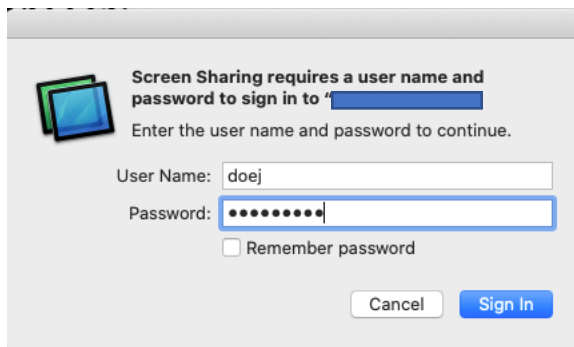 Screen Sharing requires a user name and
password to sign in to “
Enter the user name and password to continue.
User Name: doej
Password: •••••••••
Remember password
Cancel Sign In